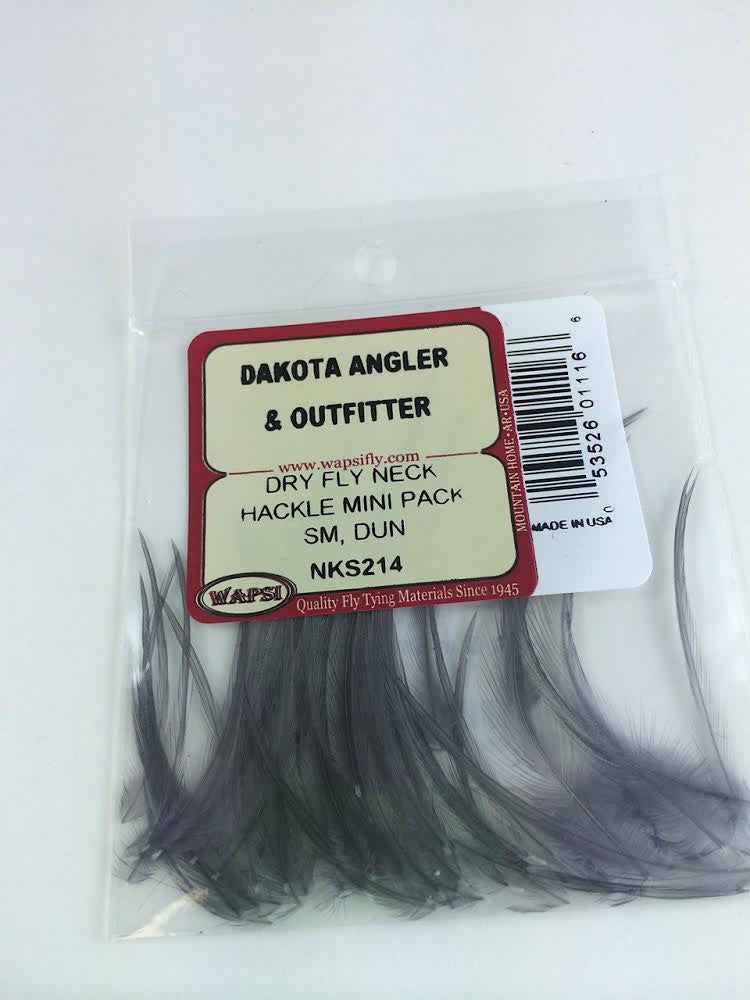 DAKOTA ANGLER
& OUTFITTER
www.wapsifly.com
DRY FLY NECK
HACKLE MINI PACK
SM, DUN
NKS214
WAPSI
Quality Fly Tying Materials Since 1945
MOUNTAIN HOME•AR•USA
53526 01116 6
MADE IN USA C